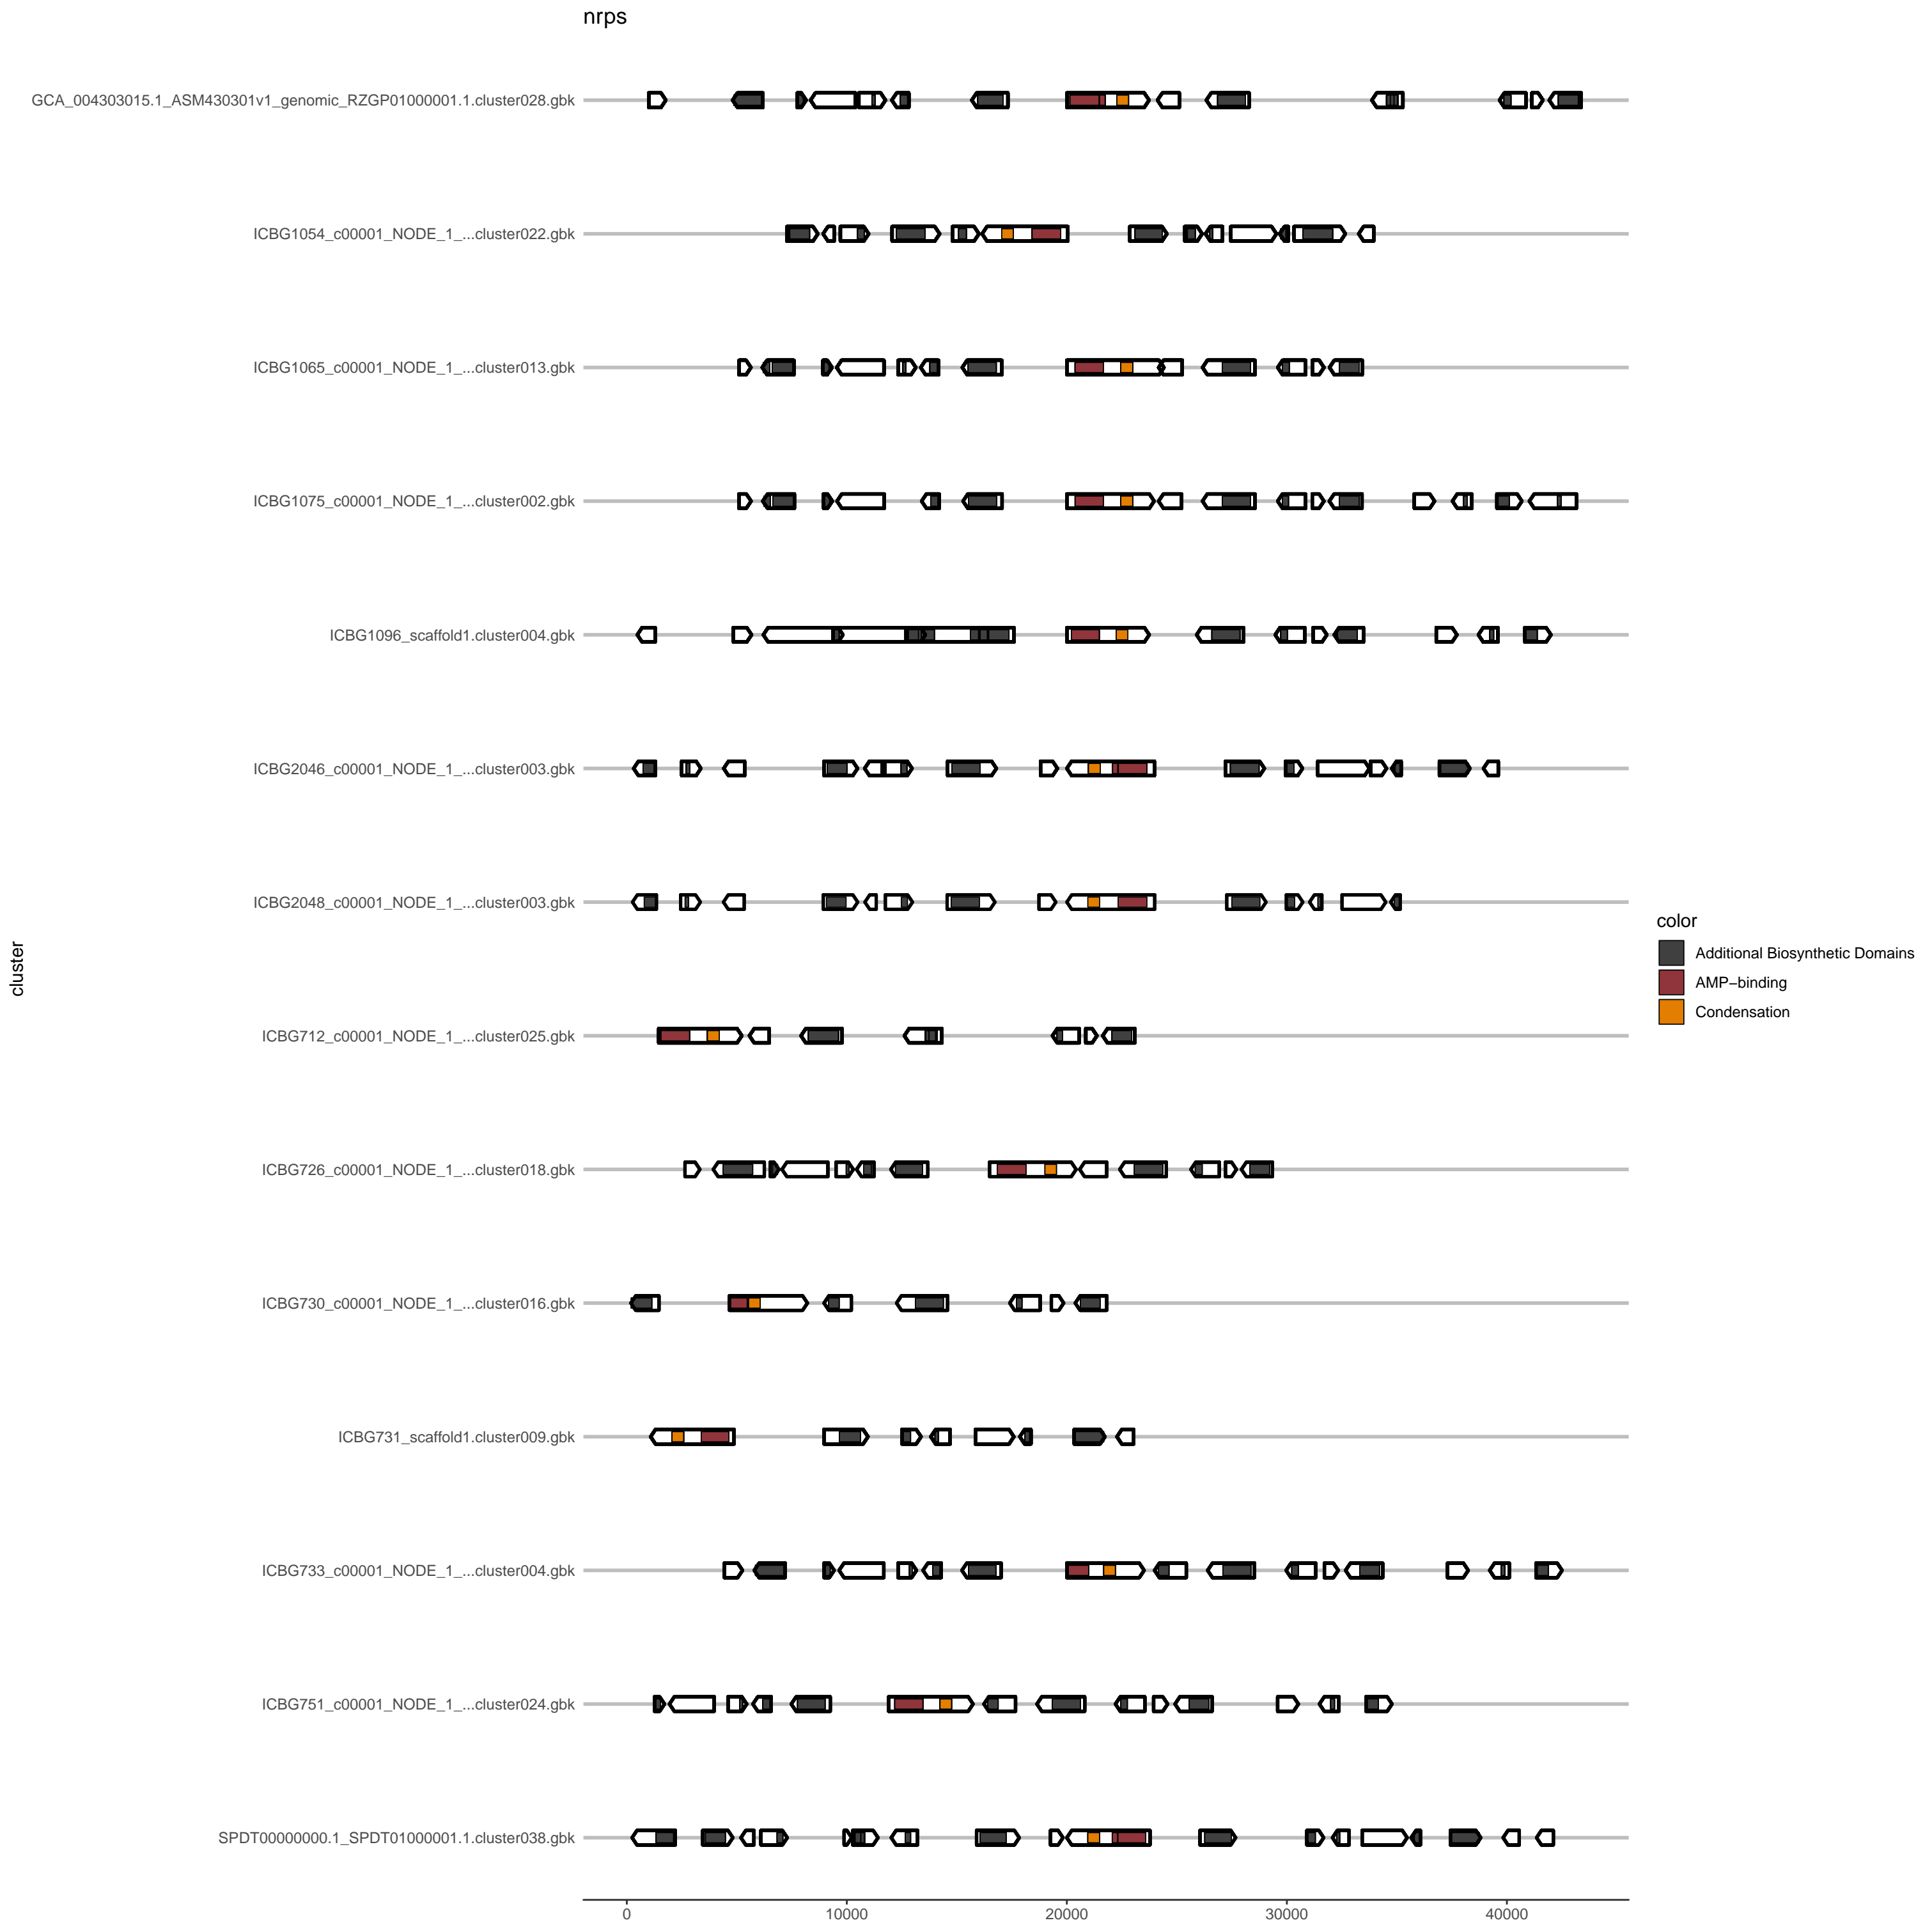 nrps
GCA_004303015.1_ASM430301v1_genomic_RZGP01000001.1.cluster028.gbk
ICBG1054_c00001_NODE_1_...cluster022.gbk
ICBG1065_c00001_NODE_1_...cluster013.gbk
ICBG1075_c00001_NODE_1_...cluster002.gbk
ICBG1096_scaffold1.cluster004.gbk
ICBG2046_c00001_NODE_1_...cluster003.gbk
ICBG2048_c00001_NODE_1_...cluster003.gbk
ICBG712_c00001_NODE_1_...cluster025.gbk
ICBG726_c00001_NODE_1_...cluster018.gbk
ICBG730_c00001_NODE_1_...cluster016.gbk
ICBG731_scaffold1.cluster009.gbk
ICBG733_c00001_NODE_1_...cluster004.gbk
ICBG751_c00001_NODE_1_...cluster024.gbk
SPDT00000000.1_SPDT01000001.1.cluster038.gbk
cluster
0 10000 20000 30000 40000
color
Additional Biosynthetic Domains
AMP−binding
Condensation